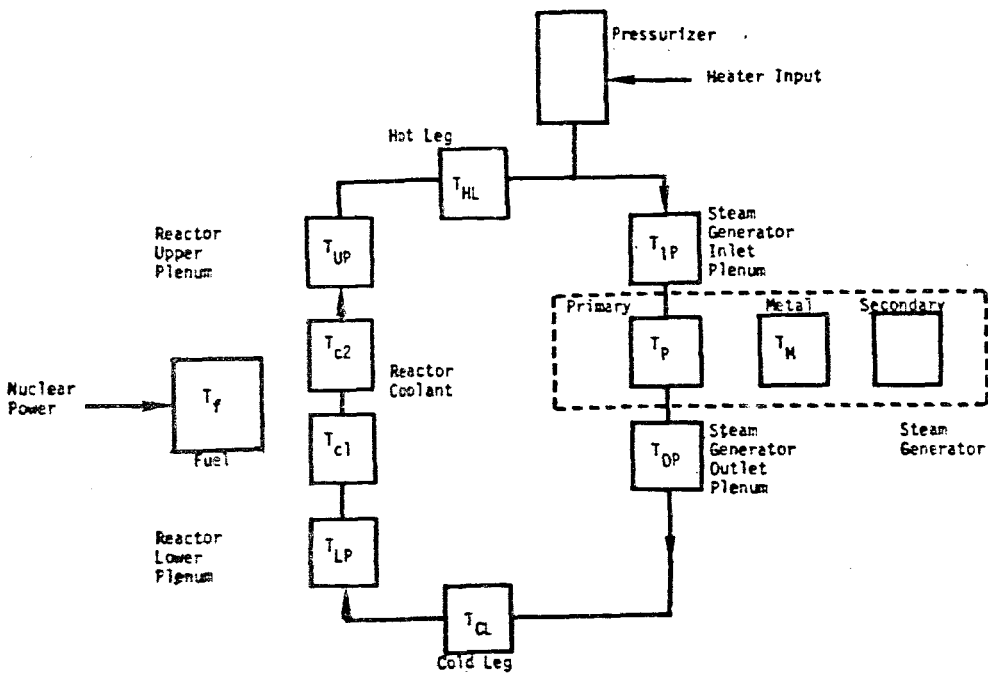 Pressurizer
Heater Input
Hot Leg
T_HL
Steam
Generator
Inlet
Plenum
T_IP
Reactor
Upper
Plenum
T_UP
Primary
Metal
Secondary
T_P
T_M
T_c2
Reactor
Coolant
Nuclear
Power
T_f
Fuel
T_c1
Steam
Generator
Outlet
Plenum
T_OP
Steam
Generator
Reactor
Lower
Plenum
T_LP
T_CL
Cold Leg